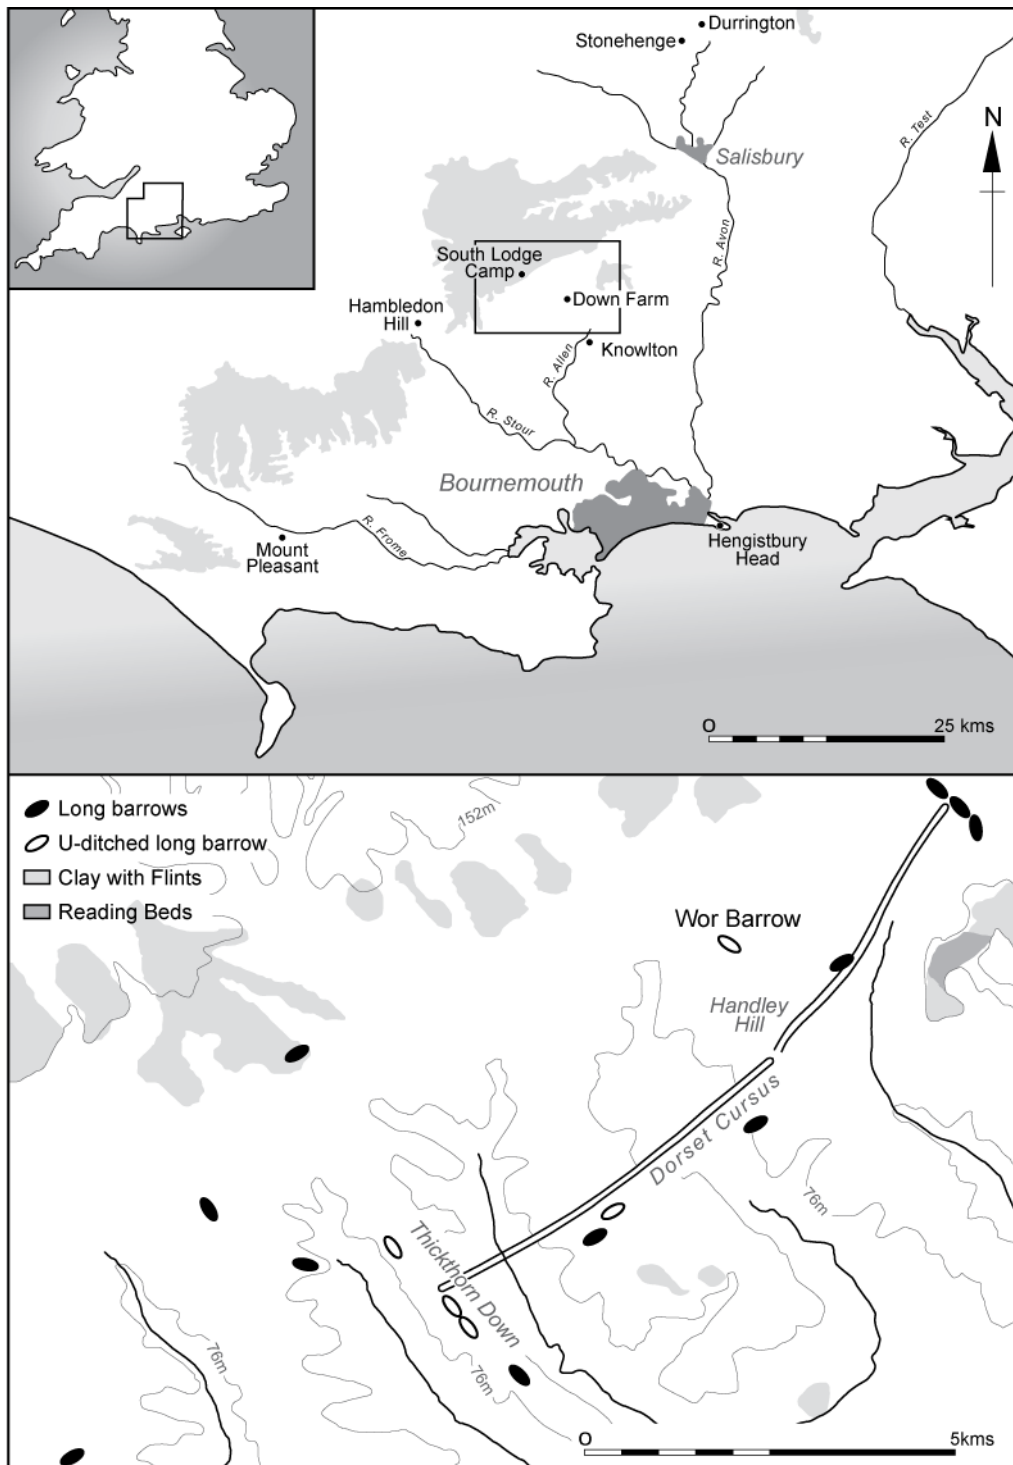 Durrington
Stonehenge
R. Test
N
Salisbury
R. Avon
South Lodge
Camp
Down Farm
Hambledon
Hill
Knowlton
R. Allen
R. Stour
Bournemouth
R. Frome
Mount
Pleasant
Hengistbury
Head
0
25 kms
Long barrows
U-ditched long barrow
Clay with Flints
Reading Beds
152m
Wor Barrow
Handley
Hill
Dorset Cursus
76m
Thickthorn Down
76m
76m
0
5kms